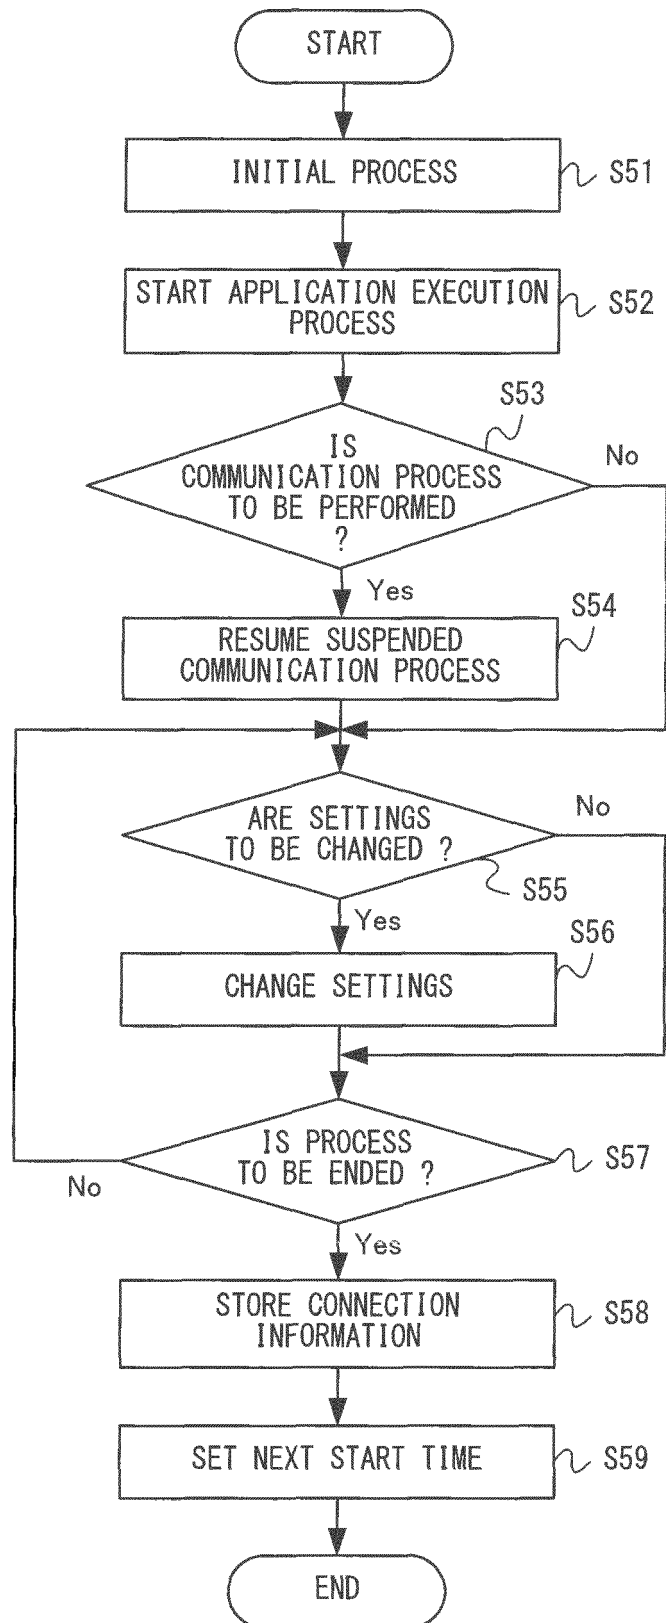 START
INITIAL PROCESS
S51
START APPLICATION EXECUTION
PROCESS
S52
S53
IS
COMMUNICATION PROCESS
TO BE PERFORMED
?
No
Yes
S54
RESUME SUSPENDED
COMMUNICATION PROCESS
ARE SETTINGS
TO BE CHANGED ?
No
S55
Yes
S56
CHANGE SETTINGS
IS PROCESS
TO BE ENDED ?
S57
No
Yes
STORE CONNECTION
INFORMATION
S58
SET NEXT START TIME
S59
END